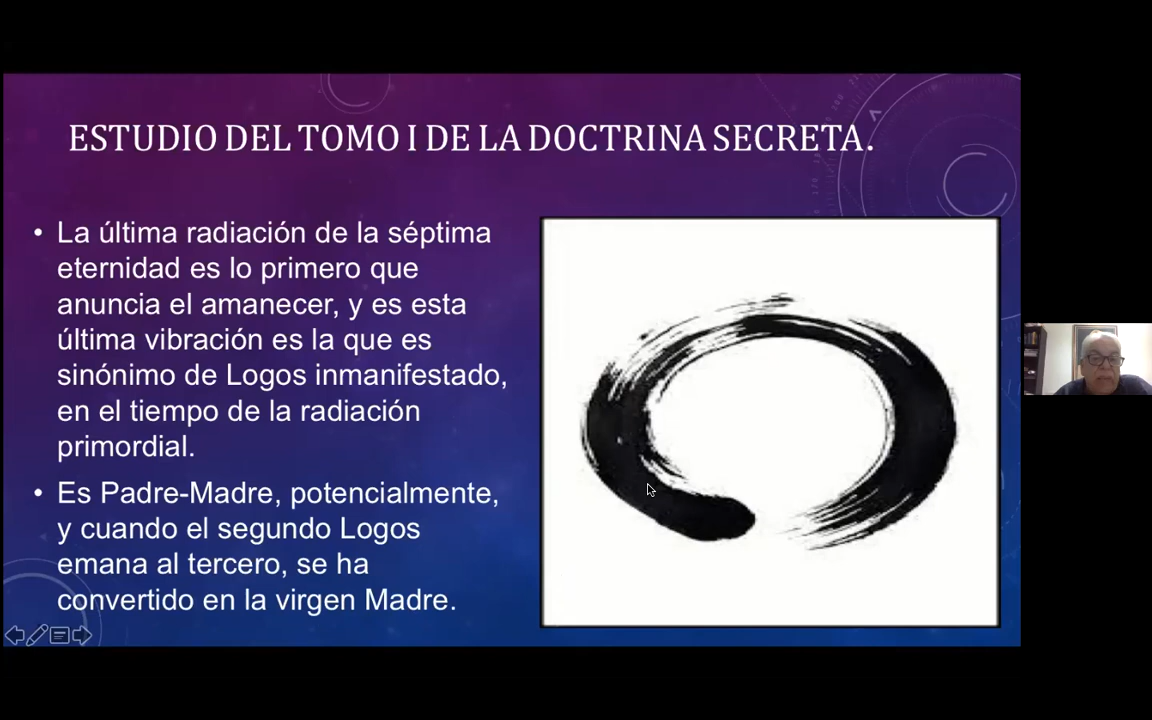 ESTUDIO DEL TOMO I DE LA DOCTRINA SECRETA.
• La última radiación de la séptima
eternidad es lo primero que
anuncia el amanecer, y es esta
última vibración es la que es
sinónimo de Logos inmanifestado,
en el tiempo de la radiación
primordial.
• Es Padre-Madre, potencialmente,
y cuando el segundo Logos
emana al tercero, se ha
convertido en la virgen Madre.